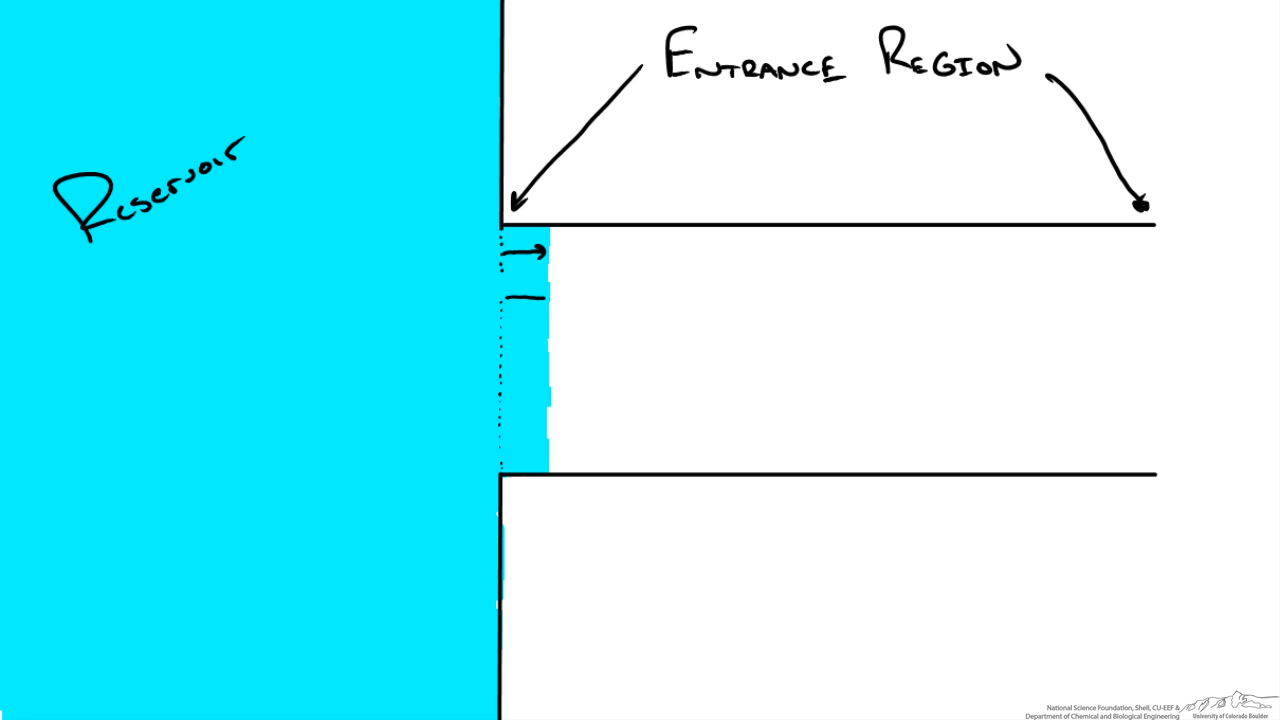 ENTRANCE REGION
Reservoir
National Science Foundation, Shell, CU-EEF &
Department of Chemical and Biological Engineering
University of Colorado Boulder